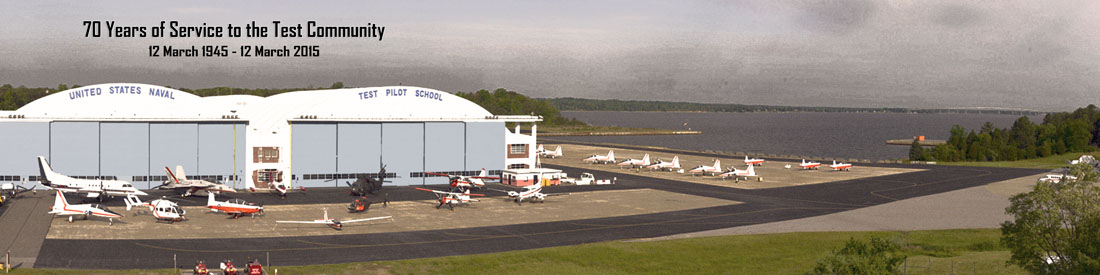 70 Years of Service to the Test Community
12 March 1945 - 12 March 2015
UNITED STATES NAVAL TEST PILOT SCHOOL